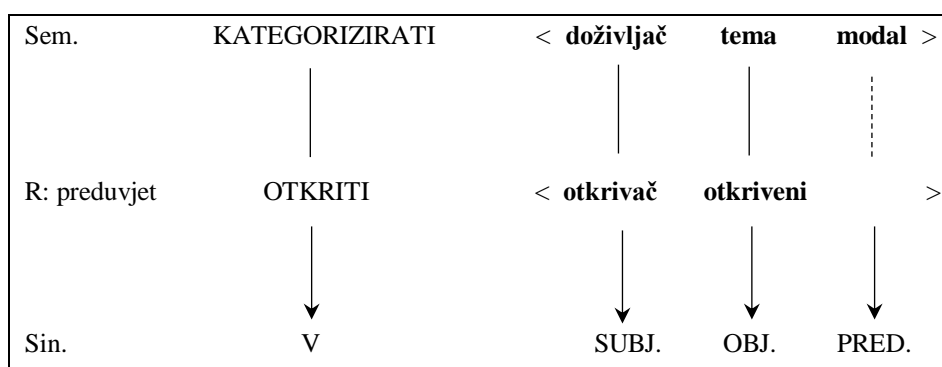 Sem. KATEGORIZIRATI < doživljač tema modal >
R: preduvjet OTKRITI < otkrivač otkriveni >
Sin. V SUBJ. OBJ. PRED.